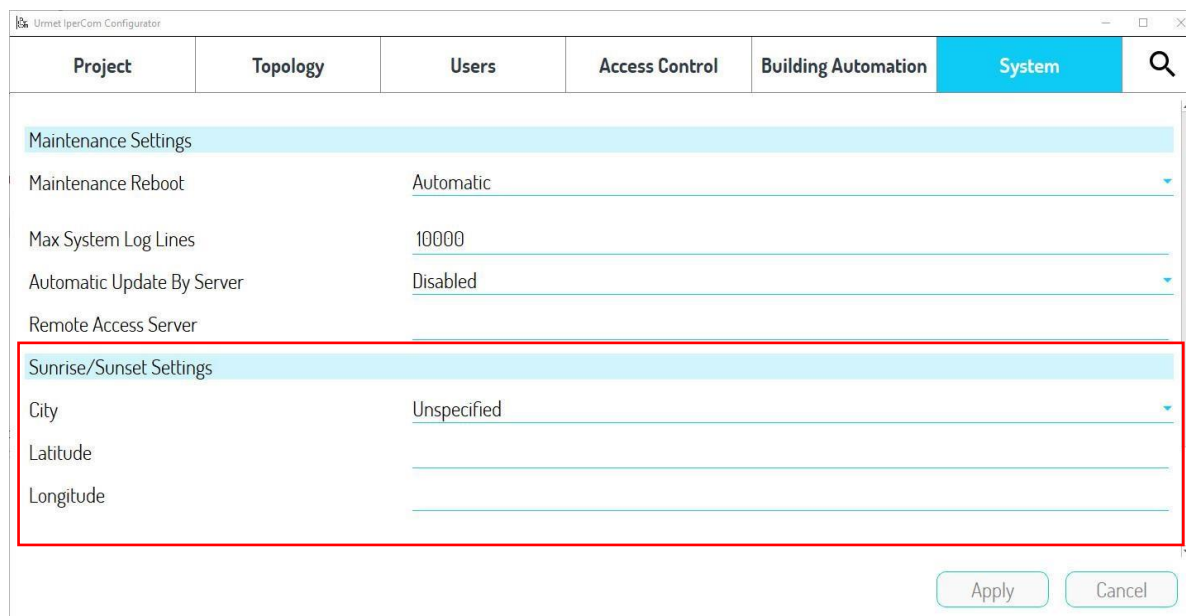 Urmet IperCom Configurator
Project Topology Users Access Control Building Automation System
Maintenance Settings
Maintenance Reboot Automatic
Max System Log Lines 10000
Automatic Update By Server Disabled
Remote Access Server
Sunrise/Sunset Settings
City Unspecified
Latitude
Longitude
Apply Cancel